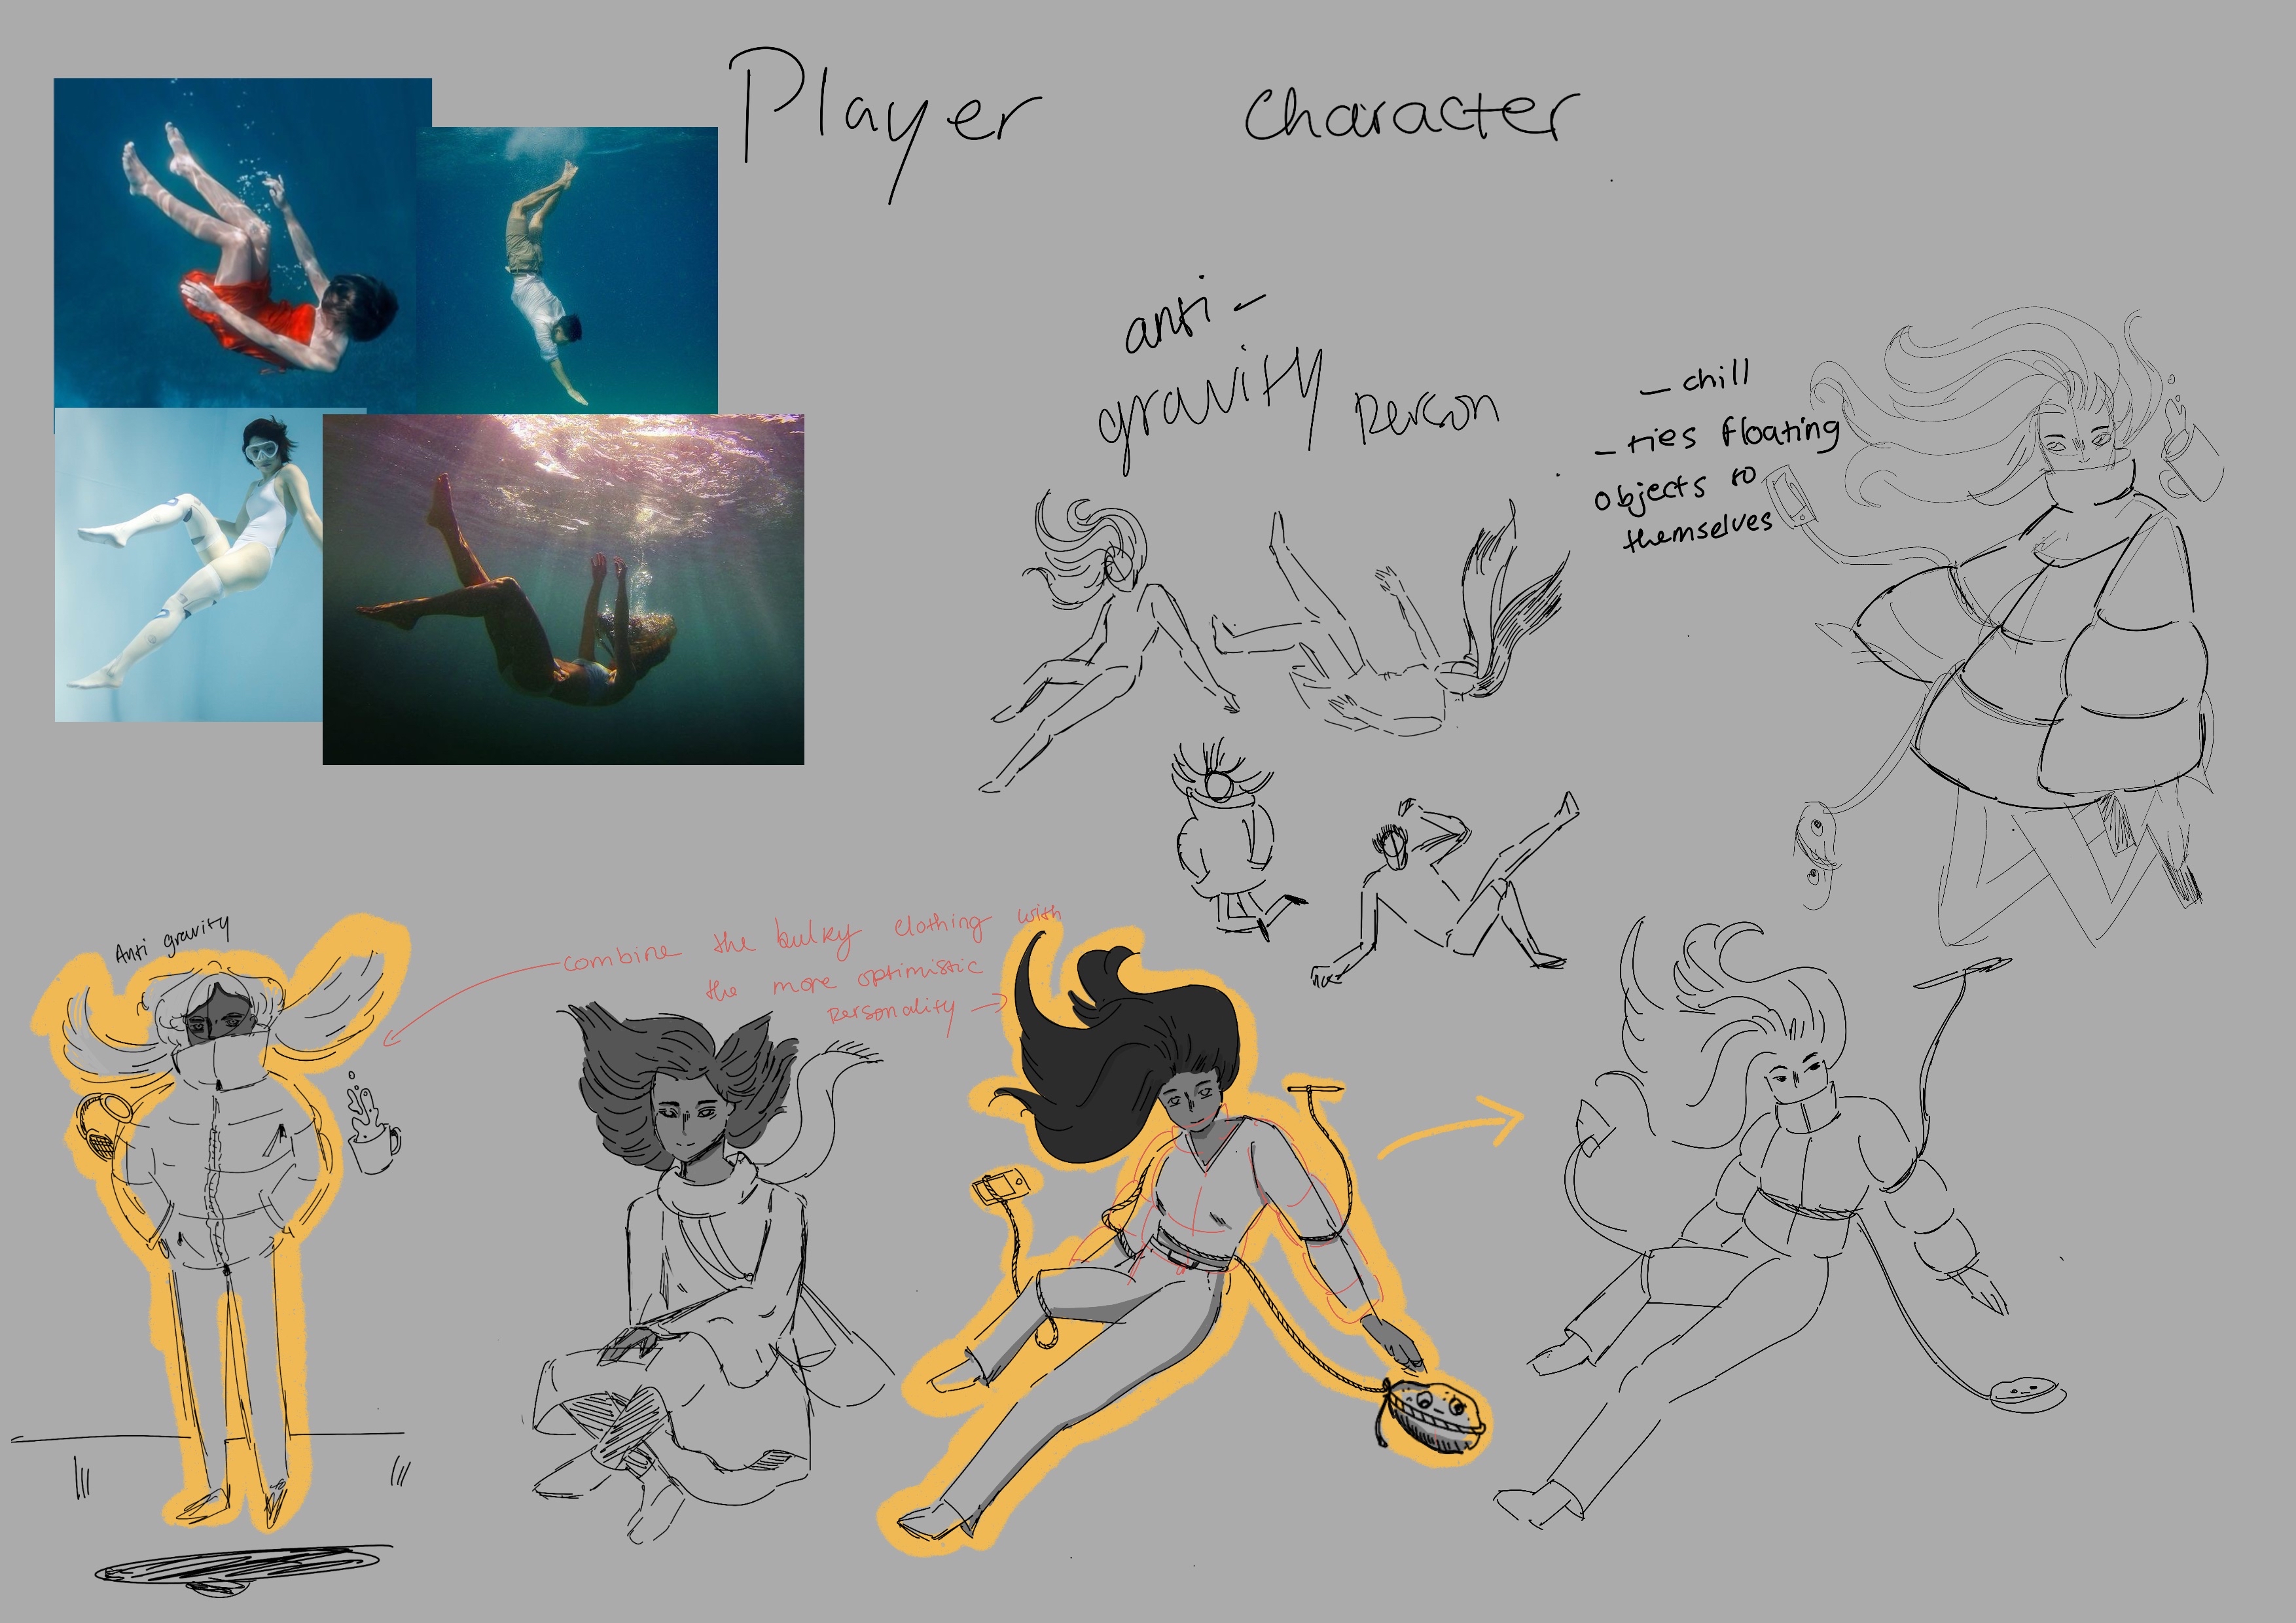 Player character
anti-
gravity person
- chill
- ties floating
objects to
themselves
Anti gravity
combine the bulky clothing with
the more optimistic
personality